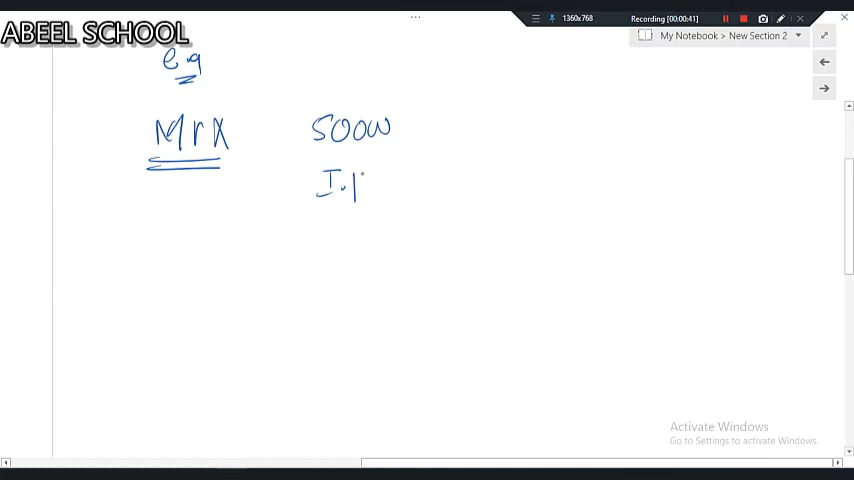 1360x768 Recording [00:00:41]
ABEEL SCHOOL
My Notebook > New Section 2
e.g
Mr X 5000
Activate Windows
Go to Settings to activate Windows.